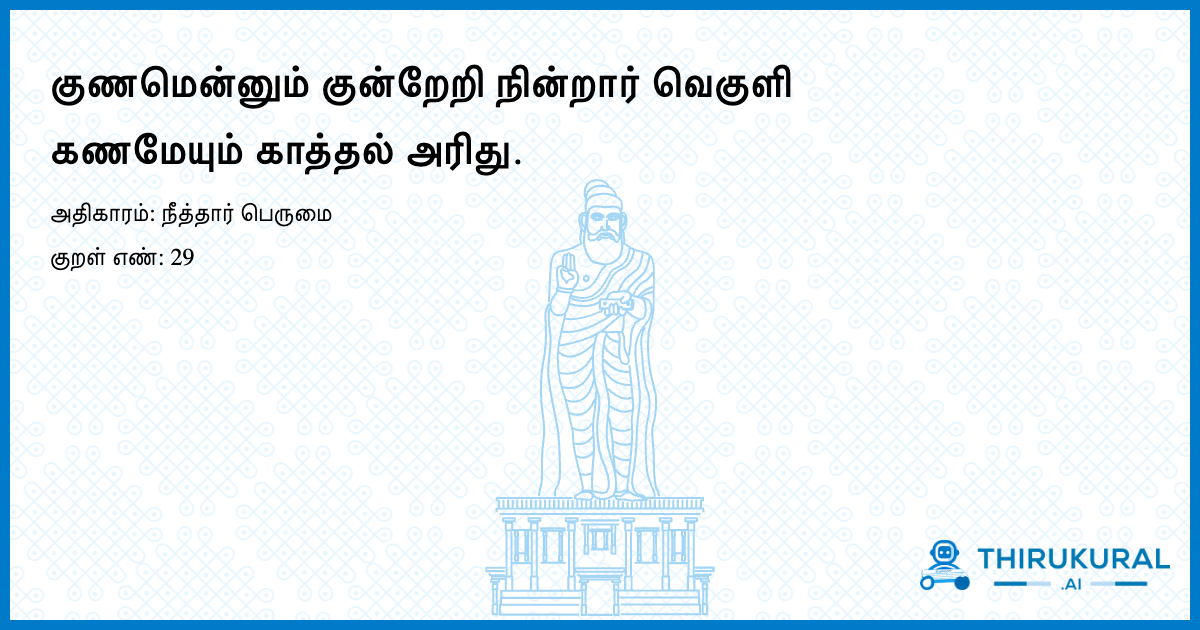 குணமென்னும் குன்றேறி நின்றார் வெகுளி
கணமேயும் காத்தல் அரிது.
அதிகாரம்: நீத்தார் பெருமை
குறள் எண்: 29
THIRUKURAL
.AI